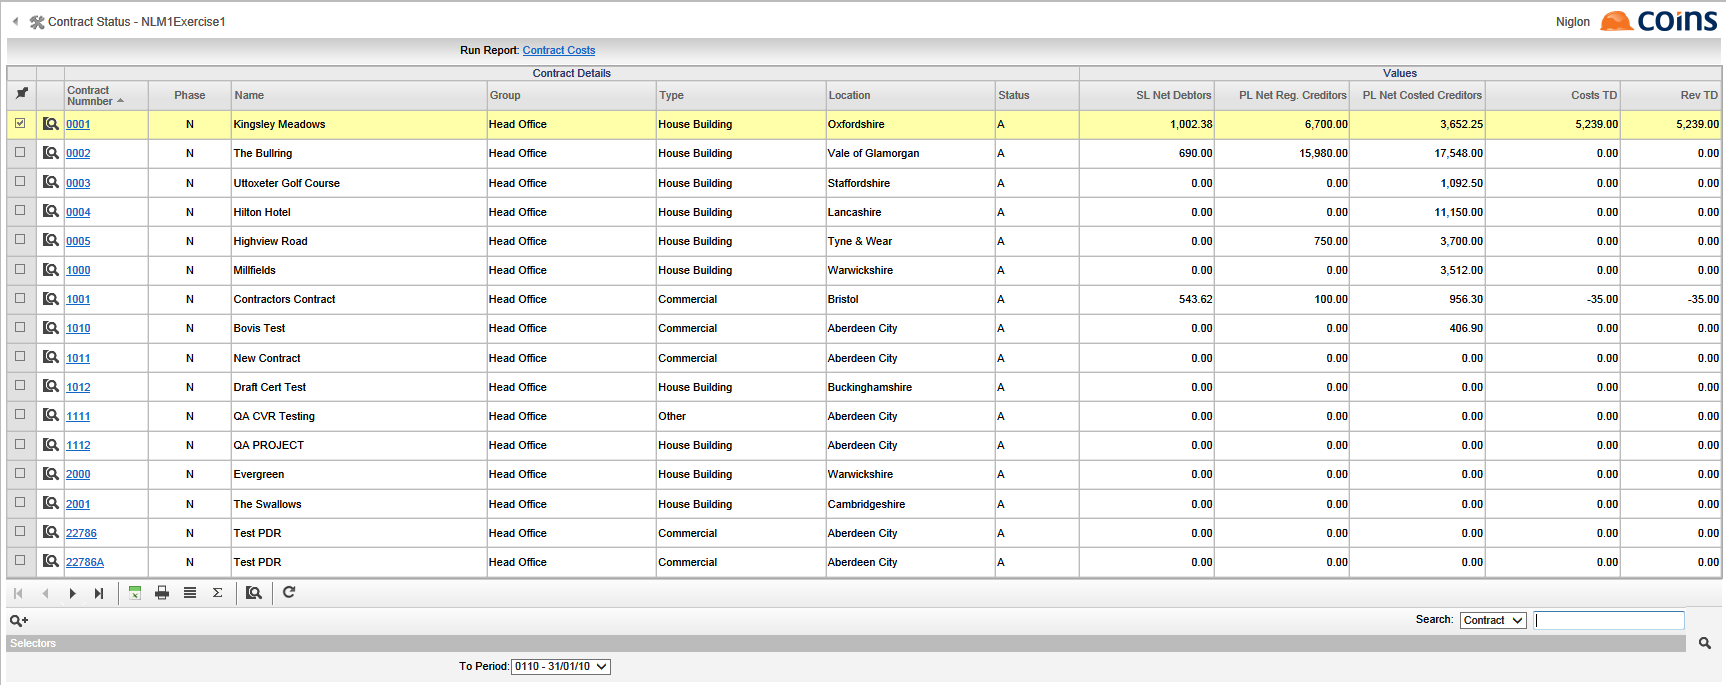 Contract Status - NLM1Exercise1
Niglon coins
Run Report: Contract Costs
Contract Details Values
Contract Numnber Phase Name Group Type Location Status SL Net Debtors PL Net Reg. Creditors PL Net Costed Creditors Costs TD Rev TD
0001 N Kingsley Meadows Head Office House Building Oxfordshire A 1,002.38 6,700.00 3,652.25 5,239.00 5,239.00
0002 N The Bullring Head Office House Building Vale of Glamorgan A 690.00 15,980.00 17,548.00 0.00 0.00
0003 N Uttoxeter Golf Course Head Office House Building Staffordshire A 0.00 0.00 1,092.50 0.00 0.00
0004 N Hilton Hotel Head Office House Building Lancashire A 0.00 0.00 11,150.00 0.00 0.00
0005 N Highview Road Head Office House Building Tyne & Wear A 0.00 750.00 3,700.00 0.00 0.00
1000 N Millfields Head Office House Building Warwickshire A 0.00 0.00 3,512.00 0.00 0.00
1001 N Contractors Contract Head Office Commercial Bristol A 543.62 100.00 956.30 -35.00 -35.00
1010 N Bovis Test Head Office Commercial Aberdeen City A 0.00 0.00 406.90 0.00 0.00
1011 N New Contract Head Office Commercial Aberdeen City A 0.00 0.00 0.00 0.00 0.00
1012 N Draft Cert Test Head Office House Building Buckinghamshire A 0.00 0.00 0.00 0.00 0.00
1111 N QA CVR Testing Head Office Other Aberdeen City A 0.00 0.00 0.00 0.00 0.00
1112 N QA PROJECT Head Office House Building Aberdeen City A 0.00 0.00 0.00 0.00 0.00
2000 N Evergreen Head Office House Building Warwickshire A 0.00 0.00 0.00 0.00 0.00
2001 N The Swallows Head Office House Building Cambridgeshire A 0.00 0.00 0.00 0.00 0.00
22786 N Test PDR Head Office Commercial Aberdeen City A 0.00 0.00 0.00 0.00 0.00
22786A N Test PDR Head Office Commercial Aberdeen City A 0.00 0.00 0.00 0.00 0.00
Search: Contract
Selectors
To Period: 0110 - 31/01/10